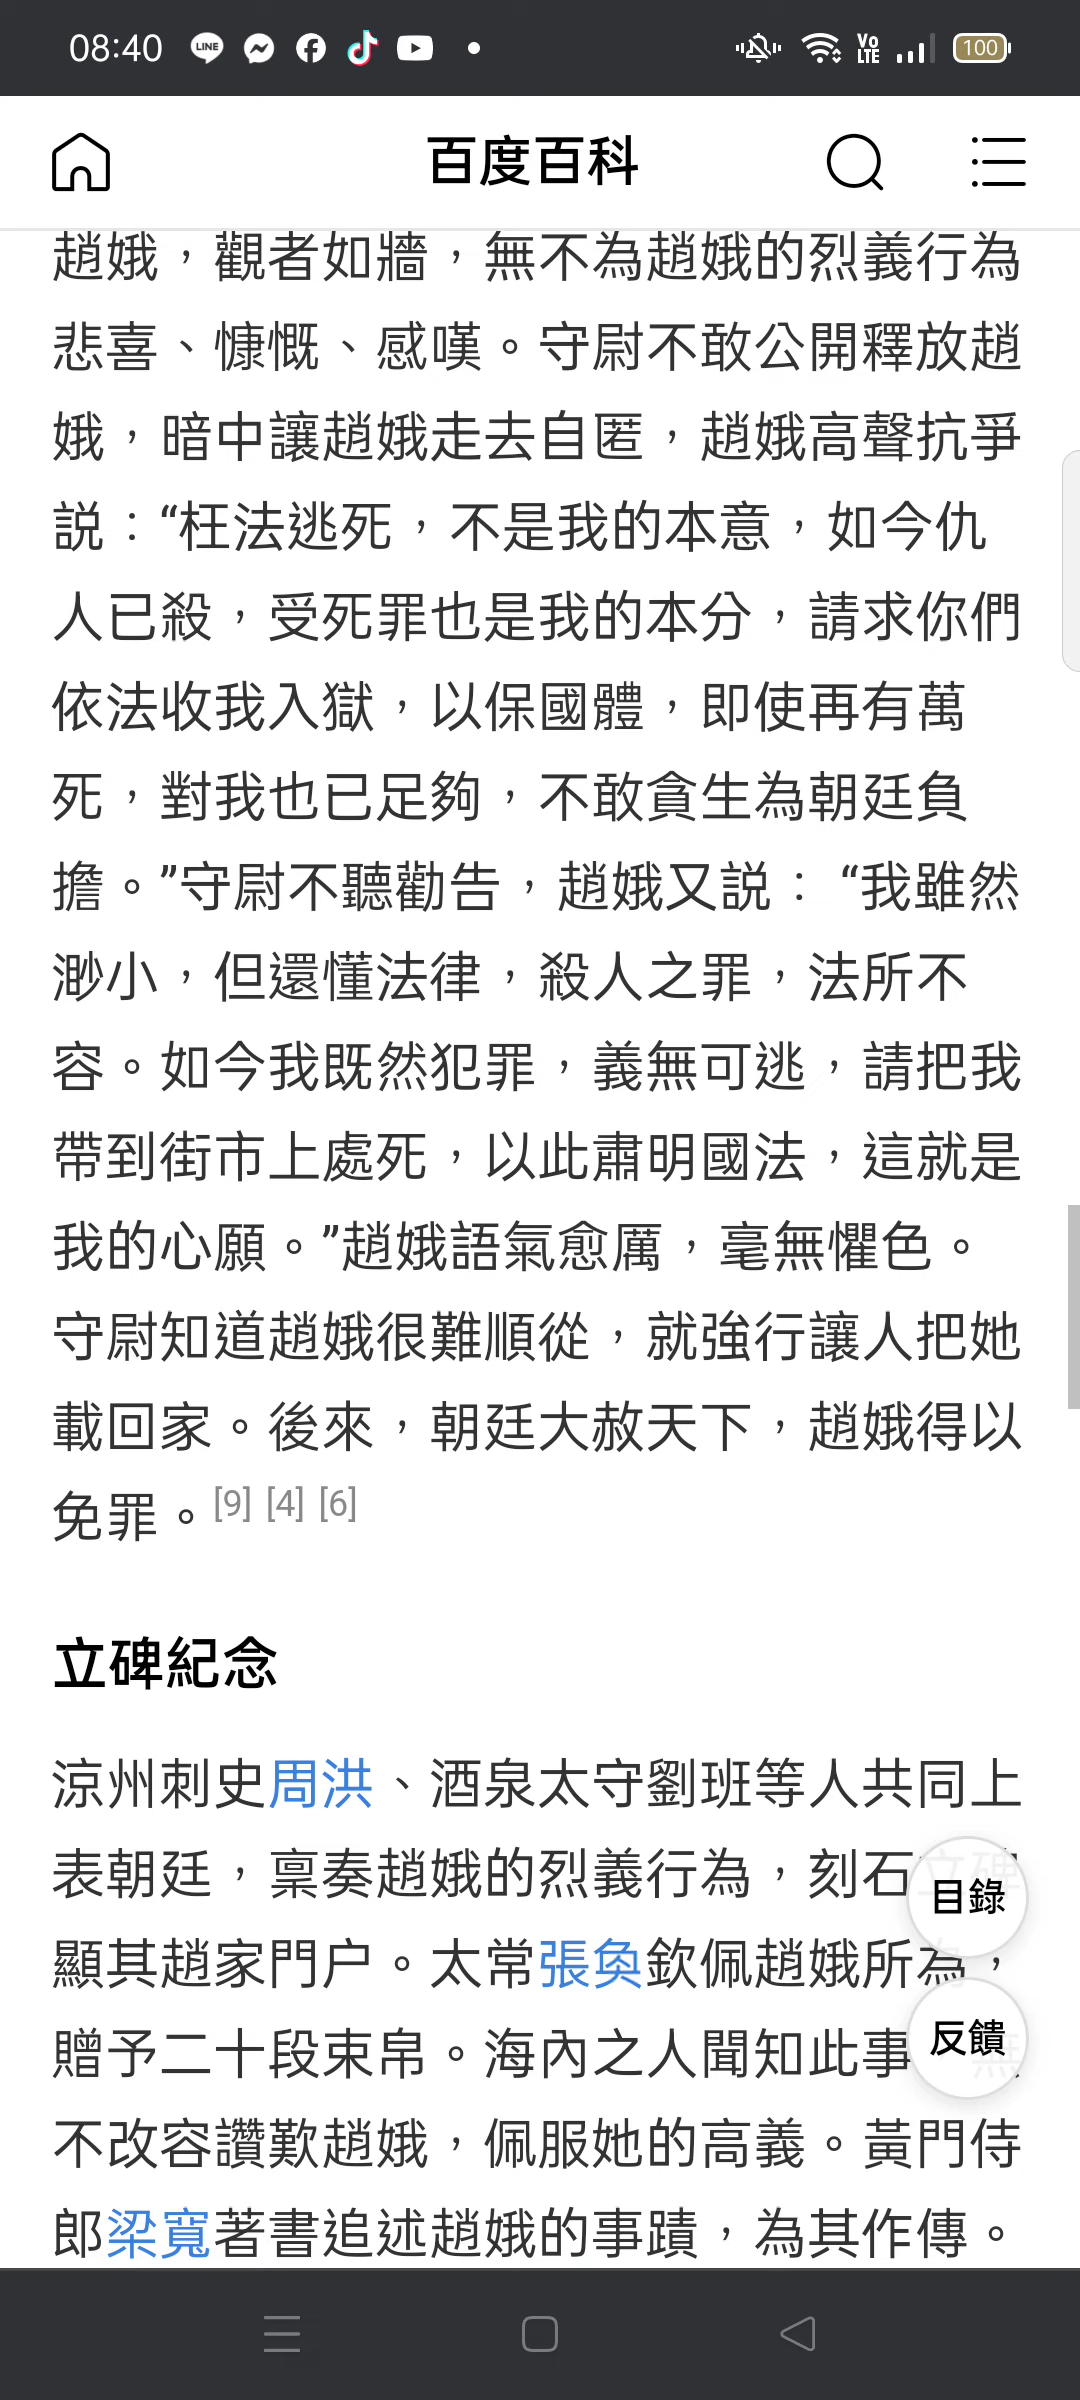 08:40
LINE
Vo LTE
100
百度百科
趙娥，觀者如牆，無不為趙娥的烈義行為
悲喜、慷慨、感嘆。守尉不敢公開釋放趙
娥，暗中讓趙娥走去自匿，趙娥高聲抗爭
説：“枉法逃死，不是我的本意，如今仇
人已殺，受死罪也是我的本分，請求你們
依法收我入獄，以保國體，即使再有萬
死，對我也已足夠，不敢貪生為朝廷負
擔。”守尉不聽勸告，趙娥又説： “我雖然
渺小，但還懂法律，殺人之罪，法所不
容。如今我既然犯罪，義無可逃，請把我
帶到街市上處死，以此肅明國法，這就是
我的心願。”趙娥語氣愈厲，毫無懼色。
守尉知道趙娥很難順從，就強行讓人把她
載回家。後來，朝廷大赦天下，趙娥得以
免罪。[9] [4] [6]
立碑紀念
涼州刺史周洪、酒泉太守劉班等人共同上
表朝廷，稟奏趙娥的烈義行為，刻石立碑
目錄
顯其趙家門户。太常張奐欽佩趙娥所為，
贈予二十段束帛。海內之人聞知此事 無
反饋
不改容讚歎趙娥，佩服她的高義。黃門侍
郎梁寬著書追述趙娥的事蹟，為其作傳。